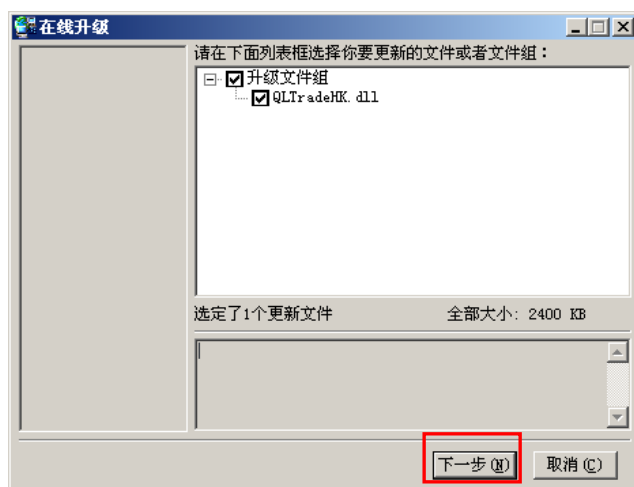 在线升级
请在下面列表框选择你要更新的文件或者文件组：
升级文件组
QLTradeHK.dll
选定了1个更新文件 全部大小: 2400 KB
下一步(N) 取消(C)